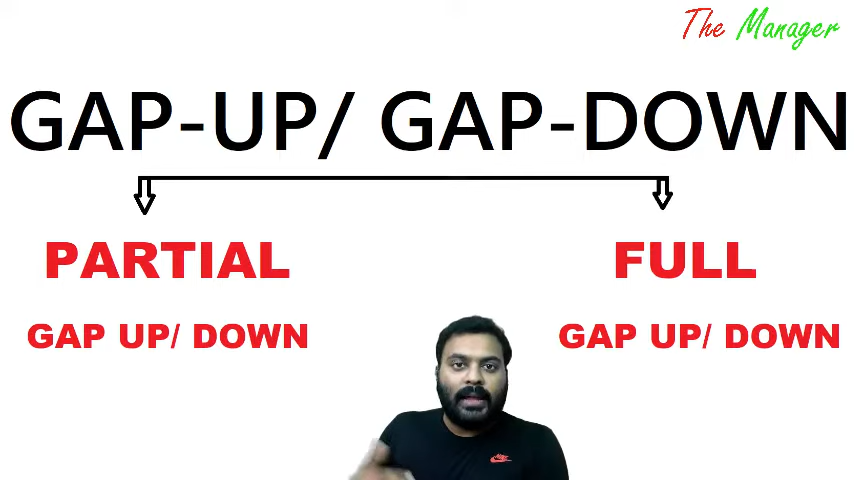 The Manager
GAP-UP/ GAP-DOWN
PARTIAL
FULL
GAP UP/ DOWN
GAP UP/ DOWN